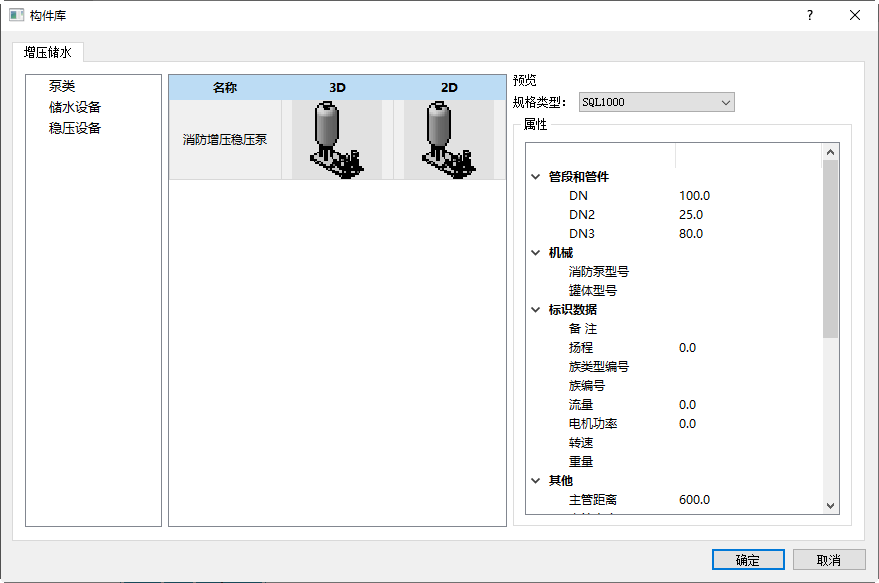 构件库
?
增压储水
泵类
储水设备
稳压设备
名称 3D 2D
消防增压稳压泵
预览
规格类型： SQL1000
属性
管段和管件
DN 100.0
DN2 25.0
DN3 80.0
机械
消防泵型号
罐体型号
标识数据
备 注
扬程 0.0
族类型编号
族编号
流量 0.0
电机功率 0.0
转速
重量
其他
主管距离 600.0
确定 取消